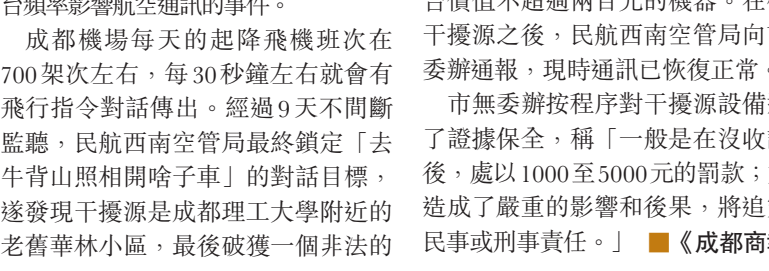 台頻率影響航空通訊的事件。
成都機場每天的起降飛機班次在
700架次左右，每30秒鐘左右就會有
飛行指令對話傳出。經過9天不間斷
監聽，民航西南空管局最終鎖定「去
牛背山照相開啥子車」的對話目標，
遂發現干擾源是成都理工大學附近的
老舊華林小區，最後破獲一個非法的
台價值不超過兩百元的機器。在
干擾源之後，民航西南空管局向
委辦通報，現時通訊已恢復正常。
市無委辦按程序對干擾源設備
了證據保全，稱「一般是在沒收
後，處以1000至5000元的罰款；
造成了嚴重的影響和後果，將追
民事或刑事責任。」 ■《成都商